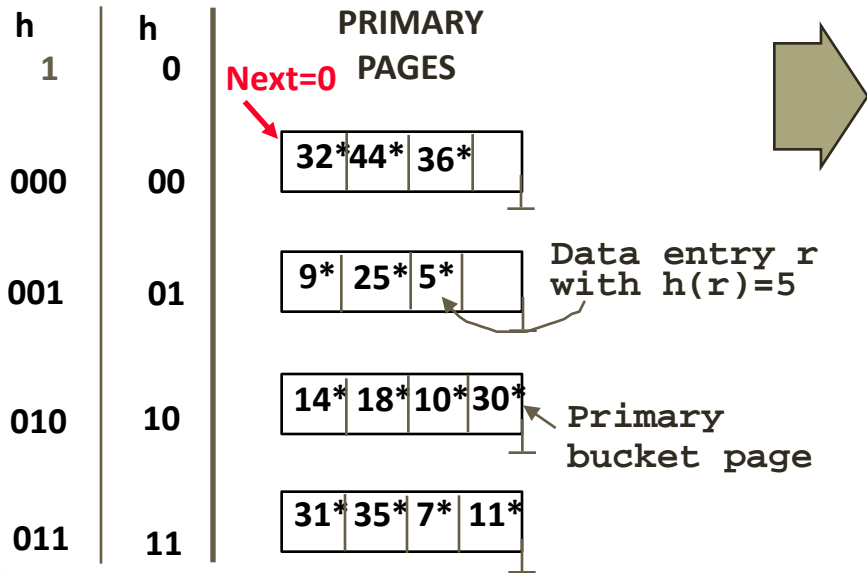 h h PRIMARY
1 0 PAGES
Next=0
000 00 32* 44* 36*
001 01 9* 25* 5* Data entry r
with h(r)=5
010 10 14* 18* 10* 30* Primary
bucket page
011 11 31* 35* 7* 11*